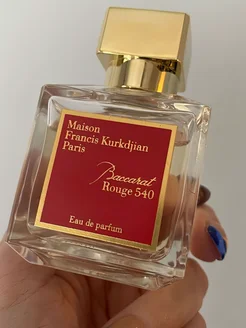 Maison
Francis Kurkdjian
Paris
Baccarat
Rouge 540
Eau de parfum